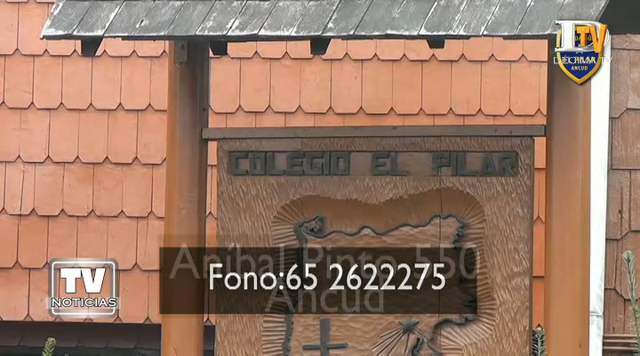 TV
ANCUD
COLEGIO EL PILAR
Aníbal Pinto 550
Fono:65 2622275
Ancud
TV
NOTICIAS